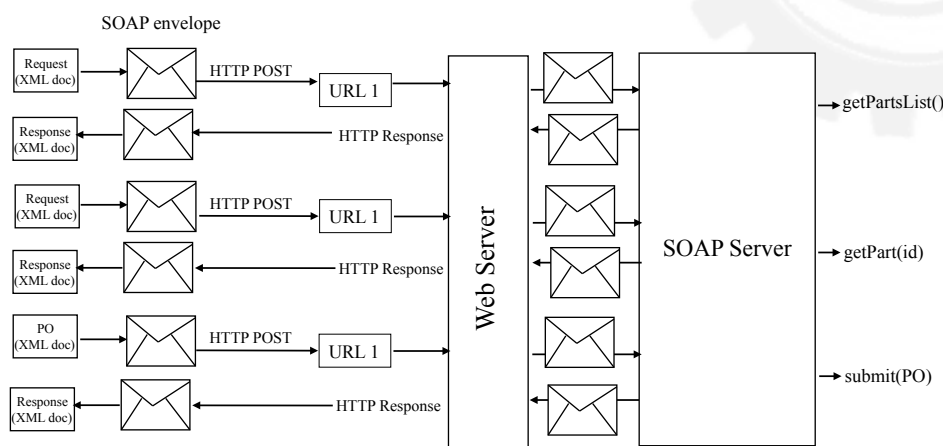 SOAP envelope
Request
(XML doc)
HTTP POST
URL 1
Response
(XML doc)
HTTP Response
Request
(XML doc)
HTTP POST
URL 1
Response
(XML doc)
HTTP Response
PO
(XML doc)
HTTP POST
URL 1
Response
(XML doc)
HTTP Response
Web Server
SOAP Server
getPartsList()
getPart(id)
submit(PO)